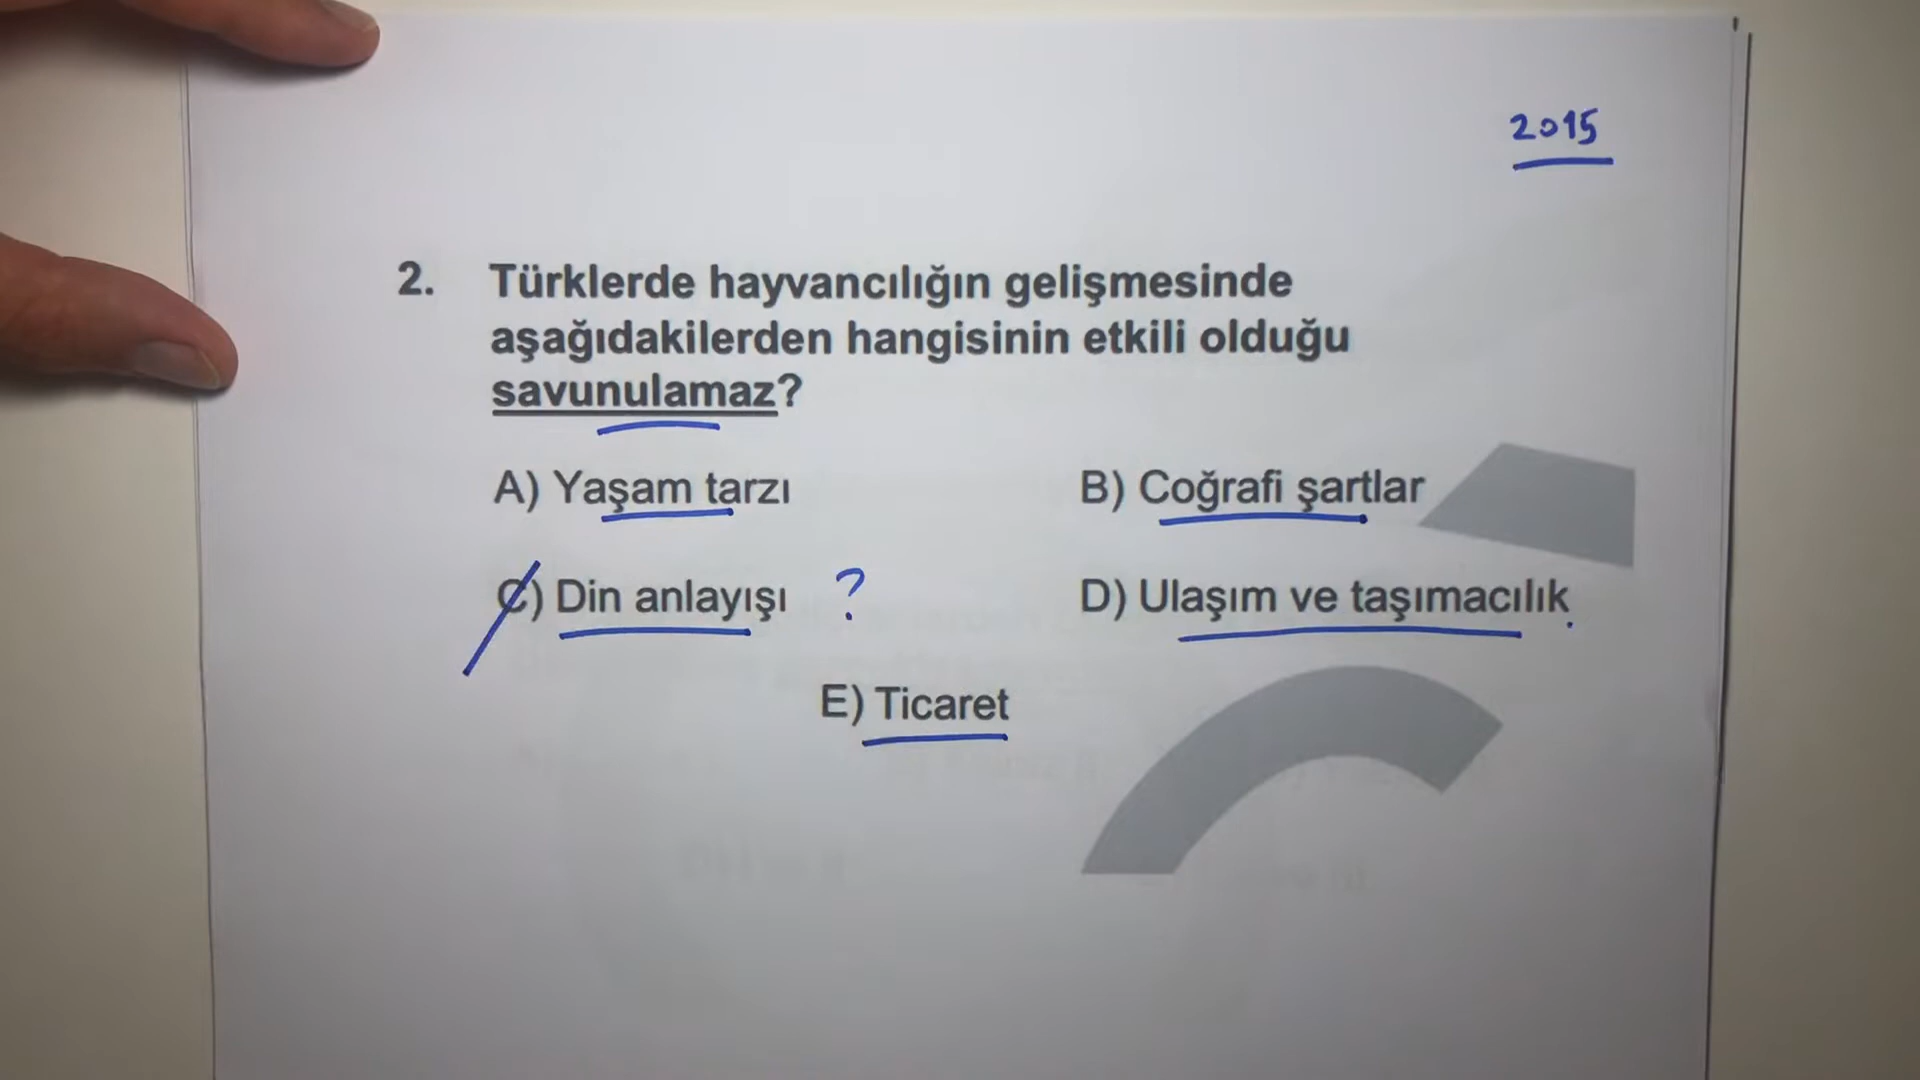 2015
2. Türklerde hayvancılığın gelişmesinde
aşağıdakilerden hangisinin etkili olduğu
savunulamaz?
A) Yaşam tarzı B) Coğrafi şartlar
C) Din anlayışı ? D) Ulaşım ve taşımacılık
E) Ticaret